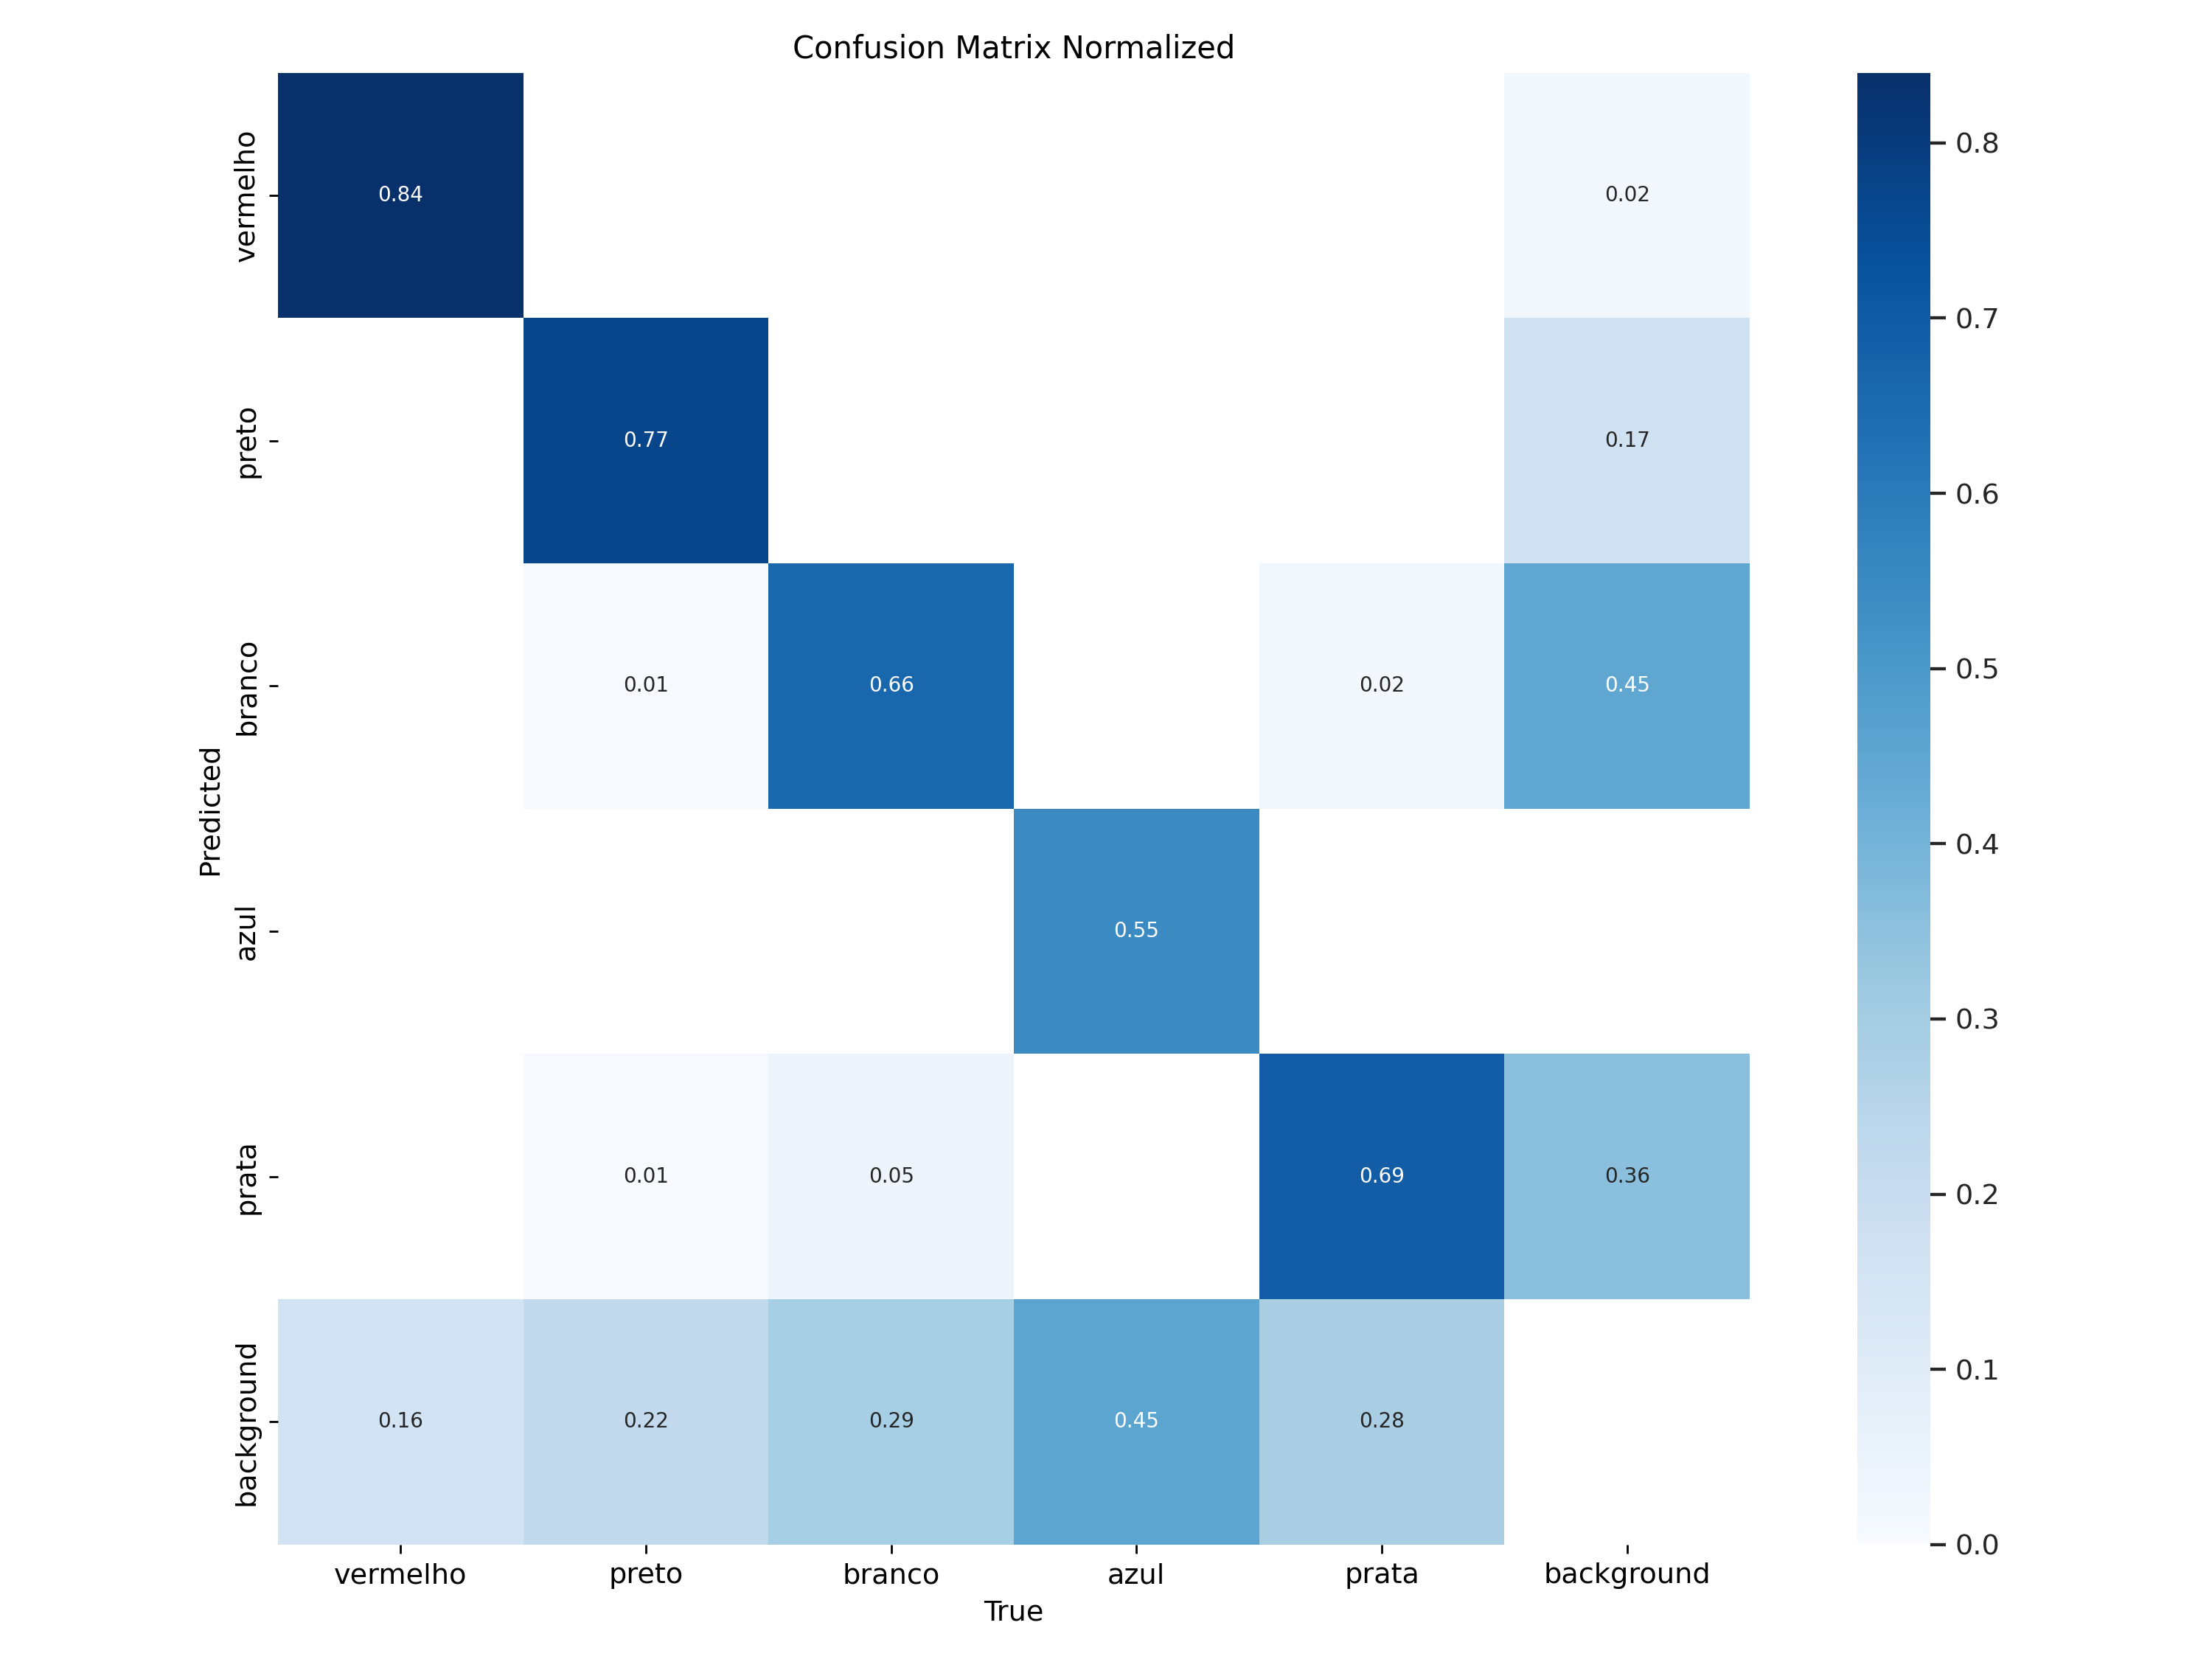 Confusion Matrix Normalized
vermelho
0.84
0.02
0.8
preto
0.77
0.17
0.7
0.6
branco
0.01
0.66
0.02
0.45
0.5
Predicted
0.4
azul
0.55
0.3
prata
0.01
0.05
0.69
0.36
0.2
background
0.16
0.22
0.29
0.45
0.28
0.1
0.0
vermelho preto branco azul prata background
True